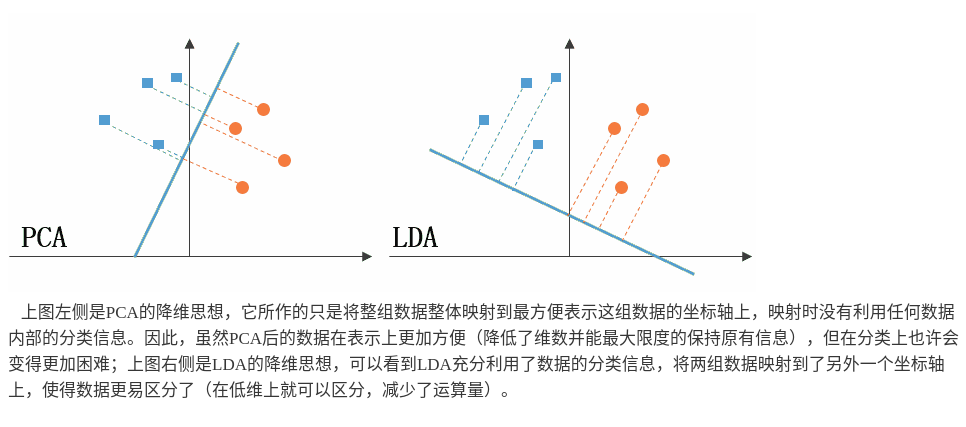 PCA
LDA
上图左侧是PCA的降维思想，它所作的只是将整组数据整体映射到最方便表示这组数据的坐标轴上，映射时没有利用任何数据
内部的分类信息。因此，虽然PCA后的数据在表示上更加方便（降低了维数并能最大限度的保持原有信息），但在分类上也许会
变得更加困难；上图右侧是LDA的降维思想，可以看到LDA充分利用了数据的分类信息，将两组数据映射到了另外一个坐标轴
上，使得数据更易区分了（在低维上就可以区分，减少了运算量）。